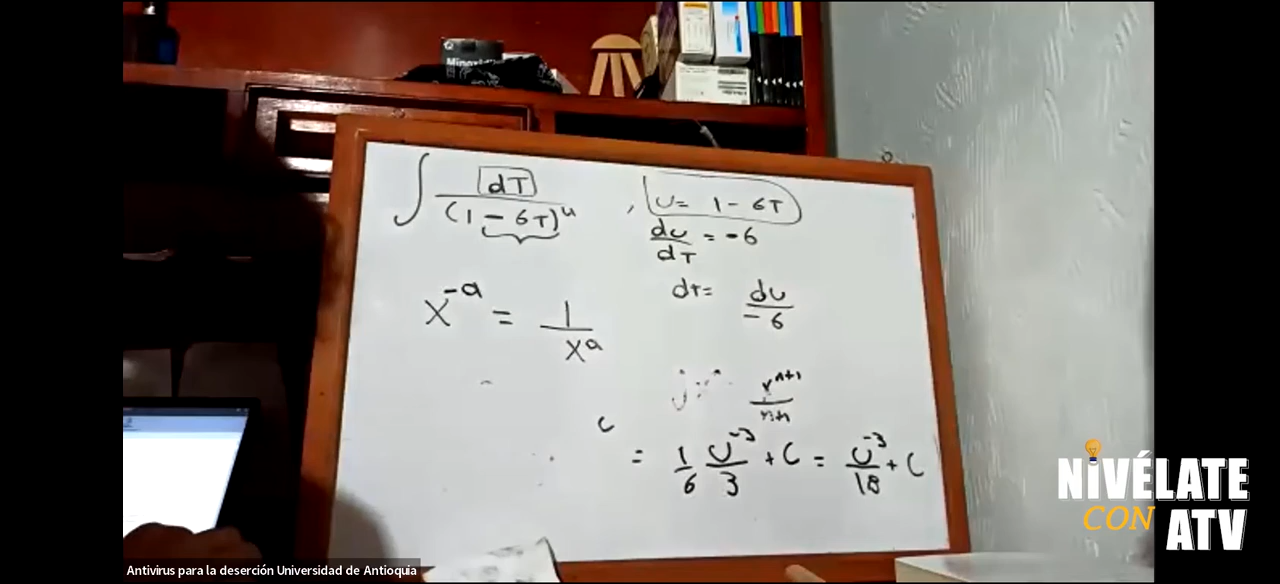 Minoxidil
∫ dT / (1 - 6T)⁴ , U = 1 - 6T
du/dT = -6
dt = du/-6
x^-a = 1/x^a
x^n+1/n+1
= 1/6 U^-3/3 + C = U^-3/18 + C
NIVÉLATE
CON ATV
Antivirus para la deserción Universidad de Antioquia